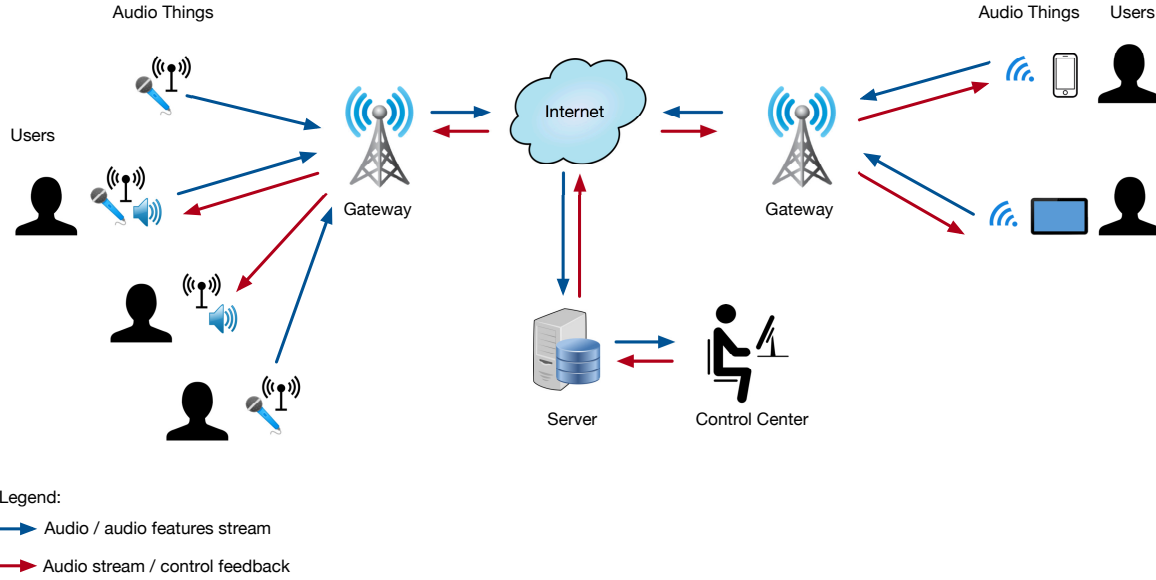 Audio Things
Audio Things
Users
Internet
Users
Gateway
Gateway
Server
Control Center
Legend:
Audio / audio features stream
Audio stream / control feedback